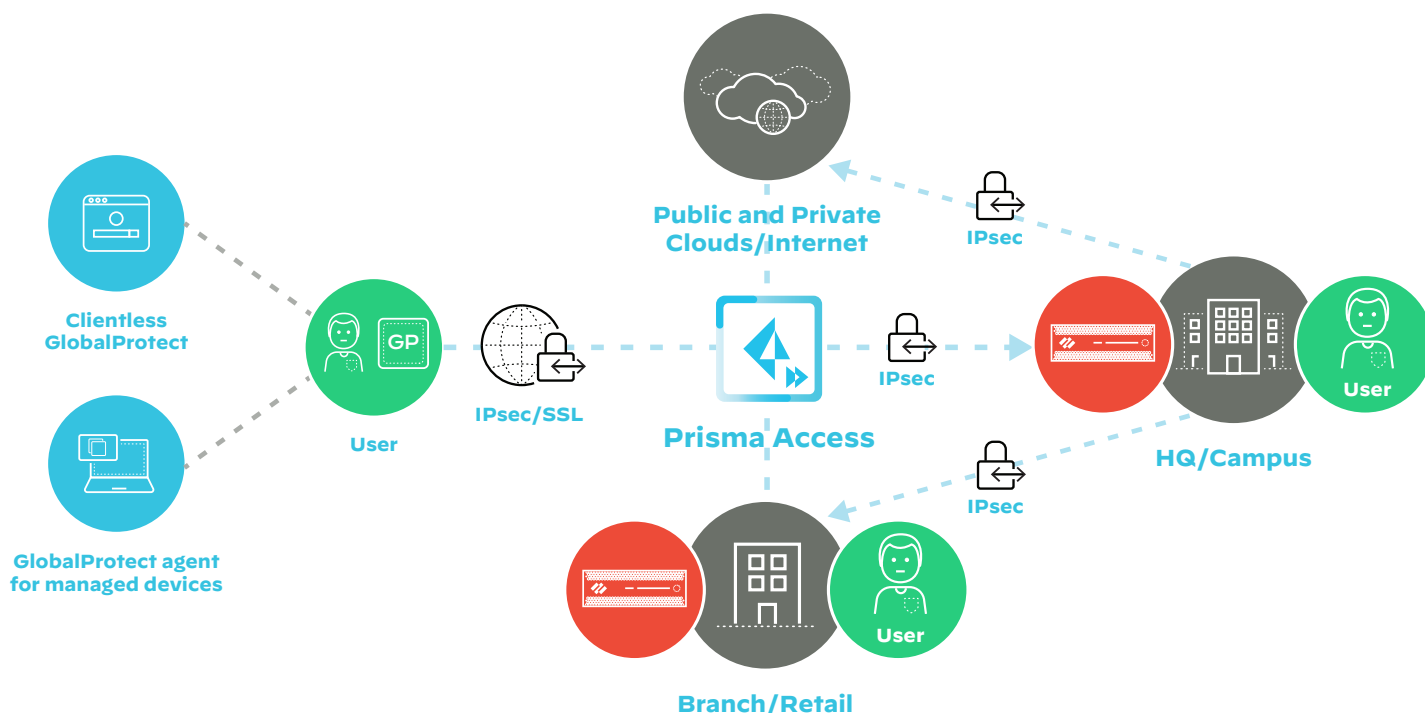 Public and Private
Clouds/Internet
IPsec
Clientless
GlobalProtect
GP
User
IPsec/SSL
Prisma Access
IPsec
User
HQ/Campus
IPsec
GlobalProtect agent
for managed devices
User
Branch/Retail